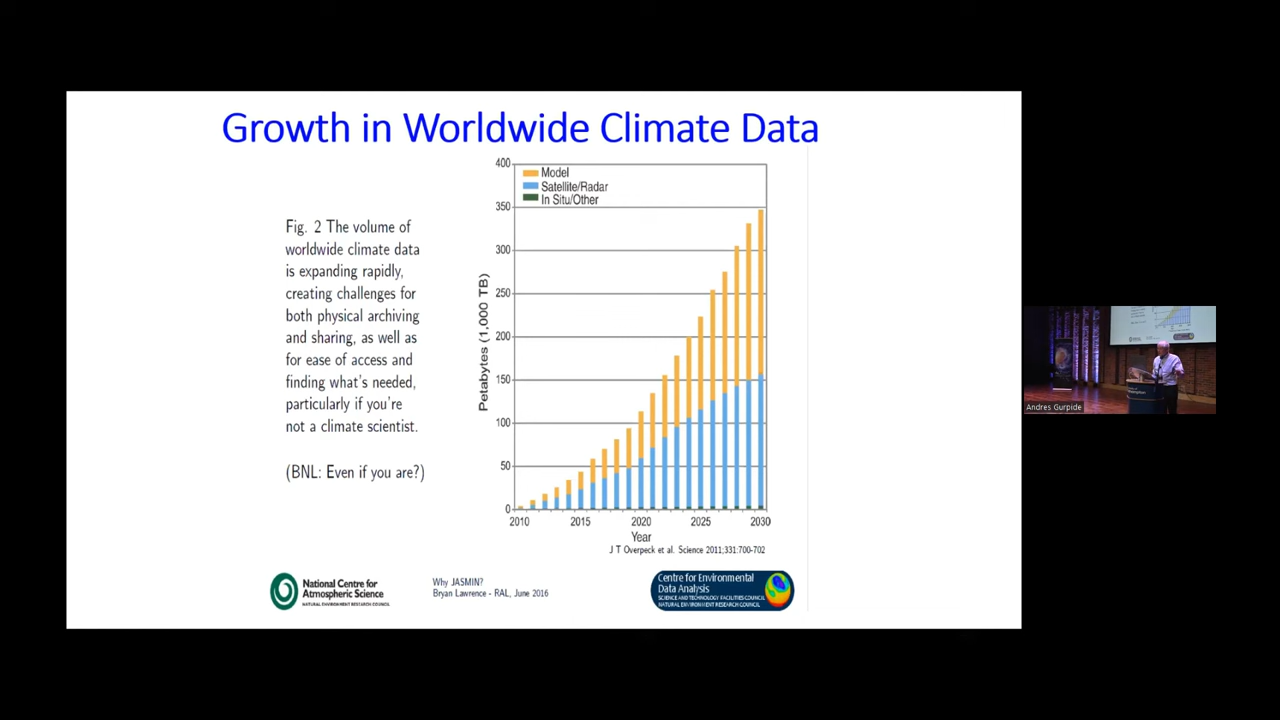 Growth in Worldwide Climate Data
Fig. 2 The volume of
worldwide climate data
is expanding rapidly,
creating challenges for
both physical archiving
and sharing, as well as
for ease of access and
finding what's needed,
particularly if you're
not a climate scientist.
(BNL: Even if you are?)
Petabytes (1,000 TB)
400
350
300
250
200
150
100
50
0
Model
Satellite/Radar
In Situ/Other
2010 2015 2020 2025 2030
Year
J T Overpeck et al. Science 2011;331:700-702
National Centre for
Atmospheric Science
NATURAL ENVIRONMENT RESEARCH COUNCIL
Why JASMIN?
Bryan Lawrence - RAL, June 2016
Centre for Environmental
Data Analysis
SCIENCE AND TECHNOLOGY FACILITIES COUNCIL
NATURAL ENVIRONMENT RESEARCH COUNCIL
Andres Gurpide